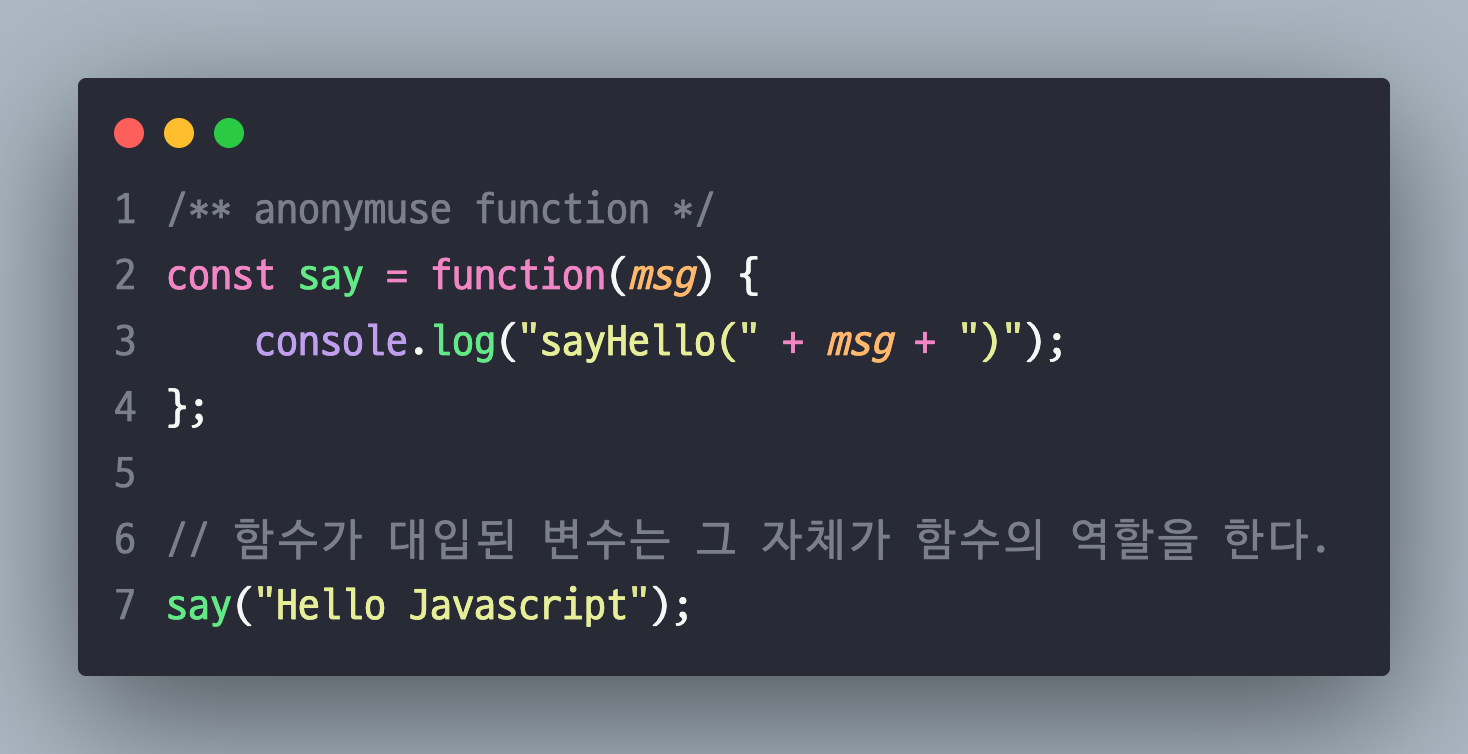 1 /** anonymuse function */
2 const say = function(msg) {
3     console.log("sayHello(" + msg + ")");
4 };
5
6 // 함수가 대입된 변수는 그 자체가 함수의 역할을 한다.
7 say("Hello Javascript");